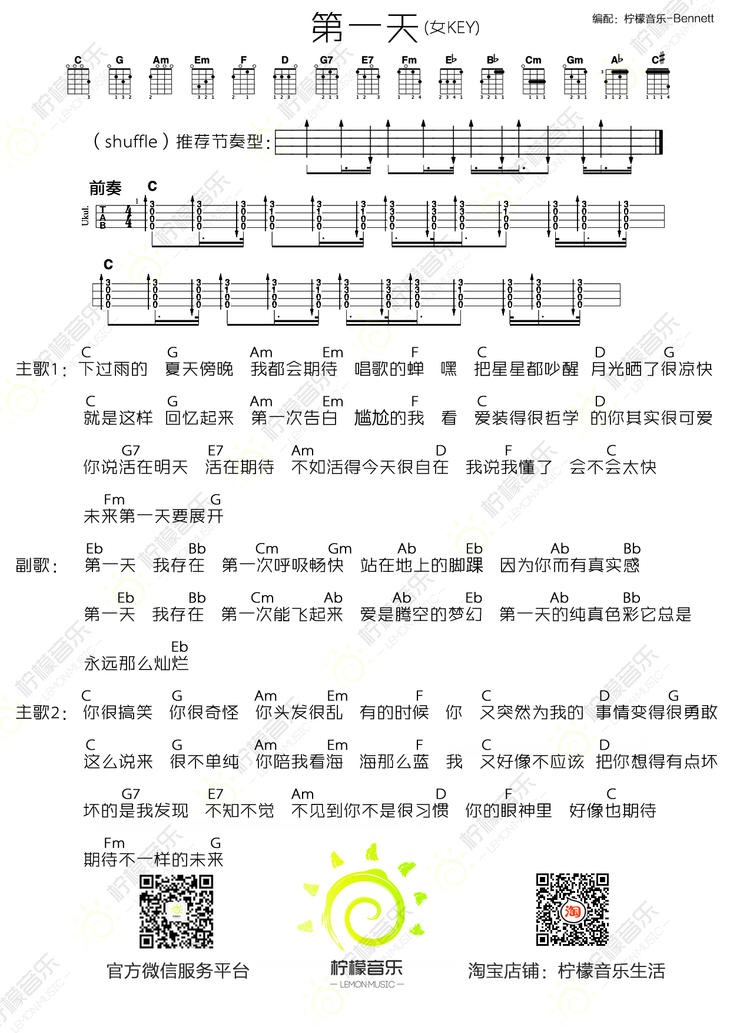 第一天(女KEY)
编配：柠檬音乐-Bennett
C G Am Em F D G7 E7 Fm Eb Bb Cm Gm Ab C#
（shuffle）推荐节奏型：
前奏 C
Ukul. TAB 4/4
C
C G Am Em F C D G
主歌1：下过雨的 夏天傍晚 我都会期待 唱歌的蝉 嘿 把星星都吵醒 月光晒了很凉快
C G Am Em F C D
就是这样 回忆起来 第一次告白 尴尬的我 看 爱装得很哲学 的你其实很可爱
G7 E7 Am D F C
你说活在明天 活在期待 不如活得今天很自在 我说我懂了 会不会太快
Fm G
未来第一天要展开
Eb Bb Cm Gm Ab Eb Ab Bb
副歌： 第一天 我存在 第一次呼吸畅快 站在地上的脚踝 因为你而有真实感
Eb Bb Cm Ab Ab Eb Ab Bb
第一天 我存在 第一次能飞起来 爱是腾空的梦幻 第一天的纯真色彩它总是
Eb
永远那么灿烂
C G Am Em F C D G
主歌2：你很搞笑 你很奇怪 你头发很乱 有的时候 你 又突然为我的 事情变得很勇敢
C G Am Em F C D
这么说来 很不单纯 你陪我看海 海那么蓝 我 又好像不应该 把你想得有点坏
G7 E7 Am D F C
坏的是我发现 不知不觉 不见到你不是很习惯 你的眼神里 好像也期待
Fm G
期待不一样的未来
淘
柠檬音乐
LEMON MUSIC
官方微信服务平台
淘宝店铺：柠檬音乐生活